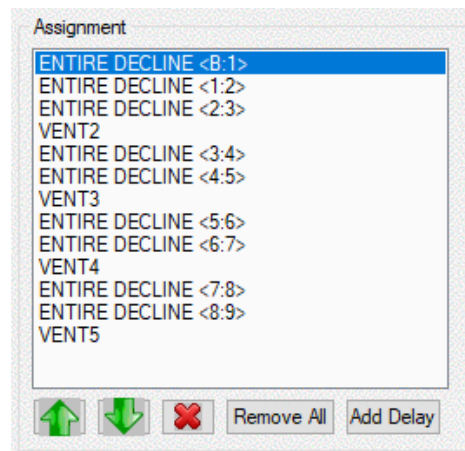 Assignment
ENTIRE DECLINE <B:1>
ENTIRE DECLINE <1:2>
ENTIRE DECLINE <2:3>
VENT2
ENTIRE DECLINE <3:4>
ENTIRE DECLINE <4:5>
VENT3
ENTIRE DECLINE <5:6>
ENTIRE DECLINE <6:7>
VENT4
ENTIRE DECLINE <7:8>
ENTIRE DECLINE <8:9>
VENT5
Remove All Add Delay